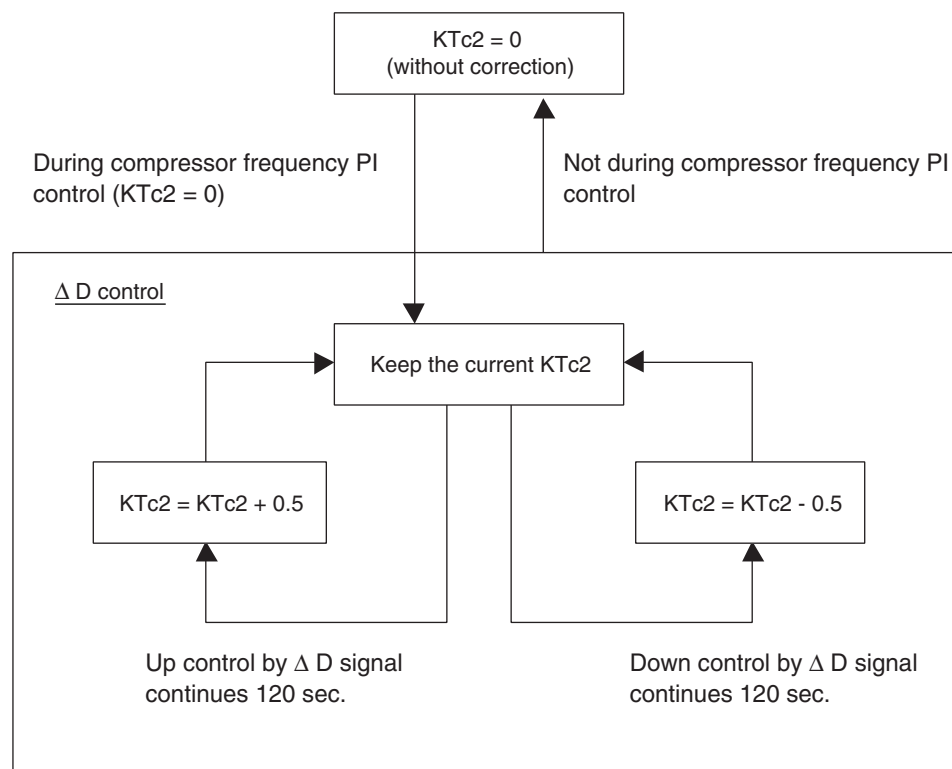 KTc2 = 0
(without correction)
During compressor frequency PI
control (KTc2 = 0)
Not during compressor frequency PI
control
Δ D control
Keep the current KTc2
KTc2 = KTc2 + 0.5
KTc2 = KTc2 - 0.5
Up control by Δ D signal
continues 120 sec.
Down control by Δ D signal
continues 120 sec.